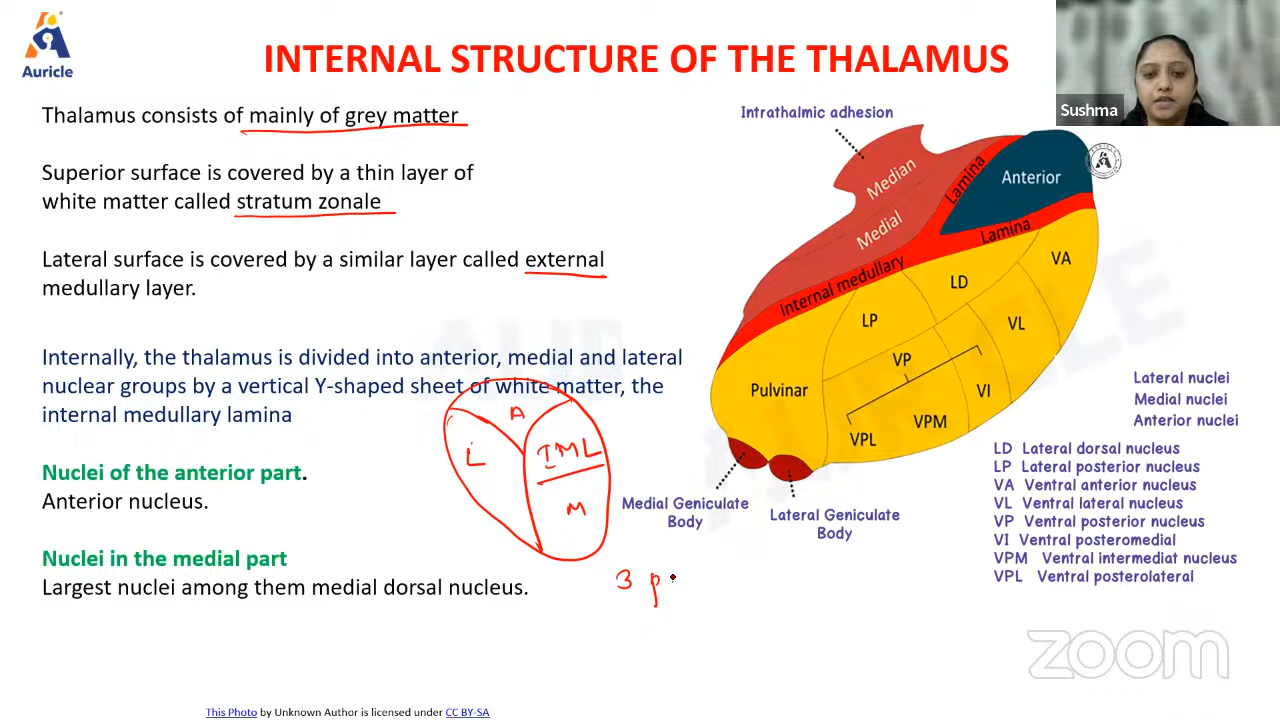 Auricle
INTERNAL STRUCTURE OF THE THALAMUS
Sushma
Thalamus consists of mainly of grey matter
Superior surface is covered by a thin layer of
white matter called stratum zonale
Lateral surface is covered by a similar layer called external
medullary layer.
Internally, the thalamus is divided into anterior, medial and lateral
nuclear groups by a vertical Y-shaped sheet of white matter, the
internal medullary lamina
Nuclei of the anterior part.
Anterior nucleus.
Nuclei in the medial part
Largest nuclei among them medial dorsal nucleus.
A
L
IML
M
3 p
Intrathalmic adhesion
Median
Medial
Lamina
Anterior
Lamina
Internal medullary
VA
LD
LP
VL
VP
VI
Pulvinar
VPM
VPL
Medial Geniculate
Body
Lateral Geniculate
Body
Lateral nuclei
Medial nuclei
Anterior nuclei
LD Lateral dorsal nucleus
LP Lateral posterior nucleus
VA Ventral anterior nucleus
VL Ventral lateral nucleus
VP Ventral posterior nucleus
VI Ventral posteromedial
VPM Ventral intermediat nucleus
VPL Ventral posterolateral
zoom
This Photo by Unknown Author is licensed under CC BY-SA